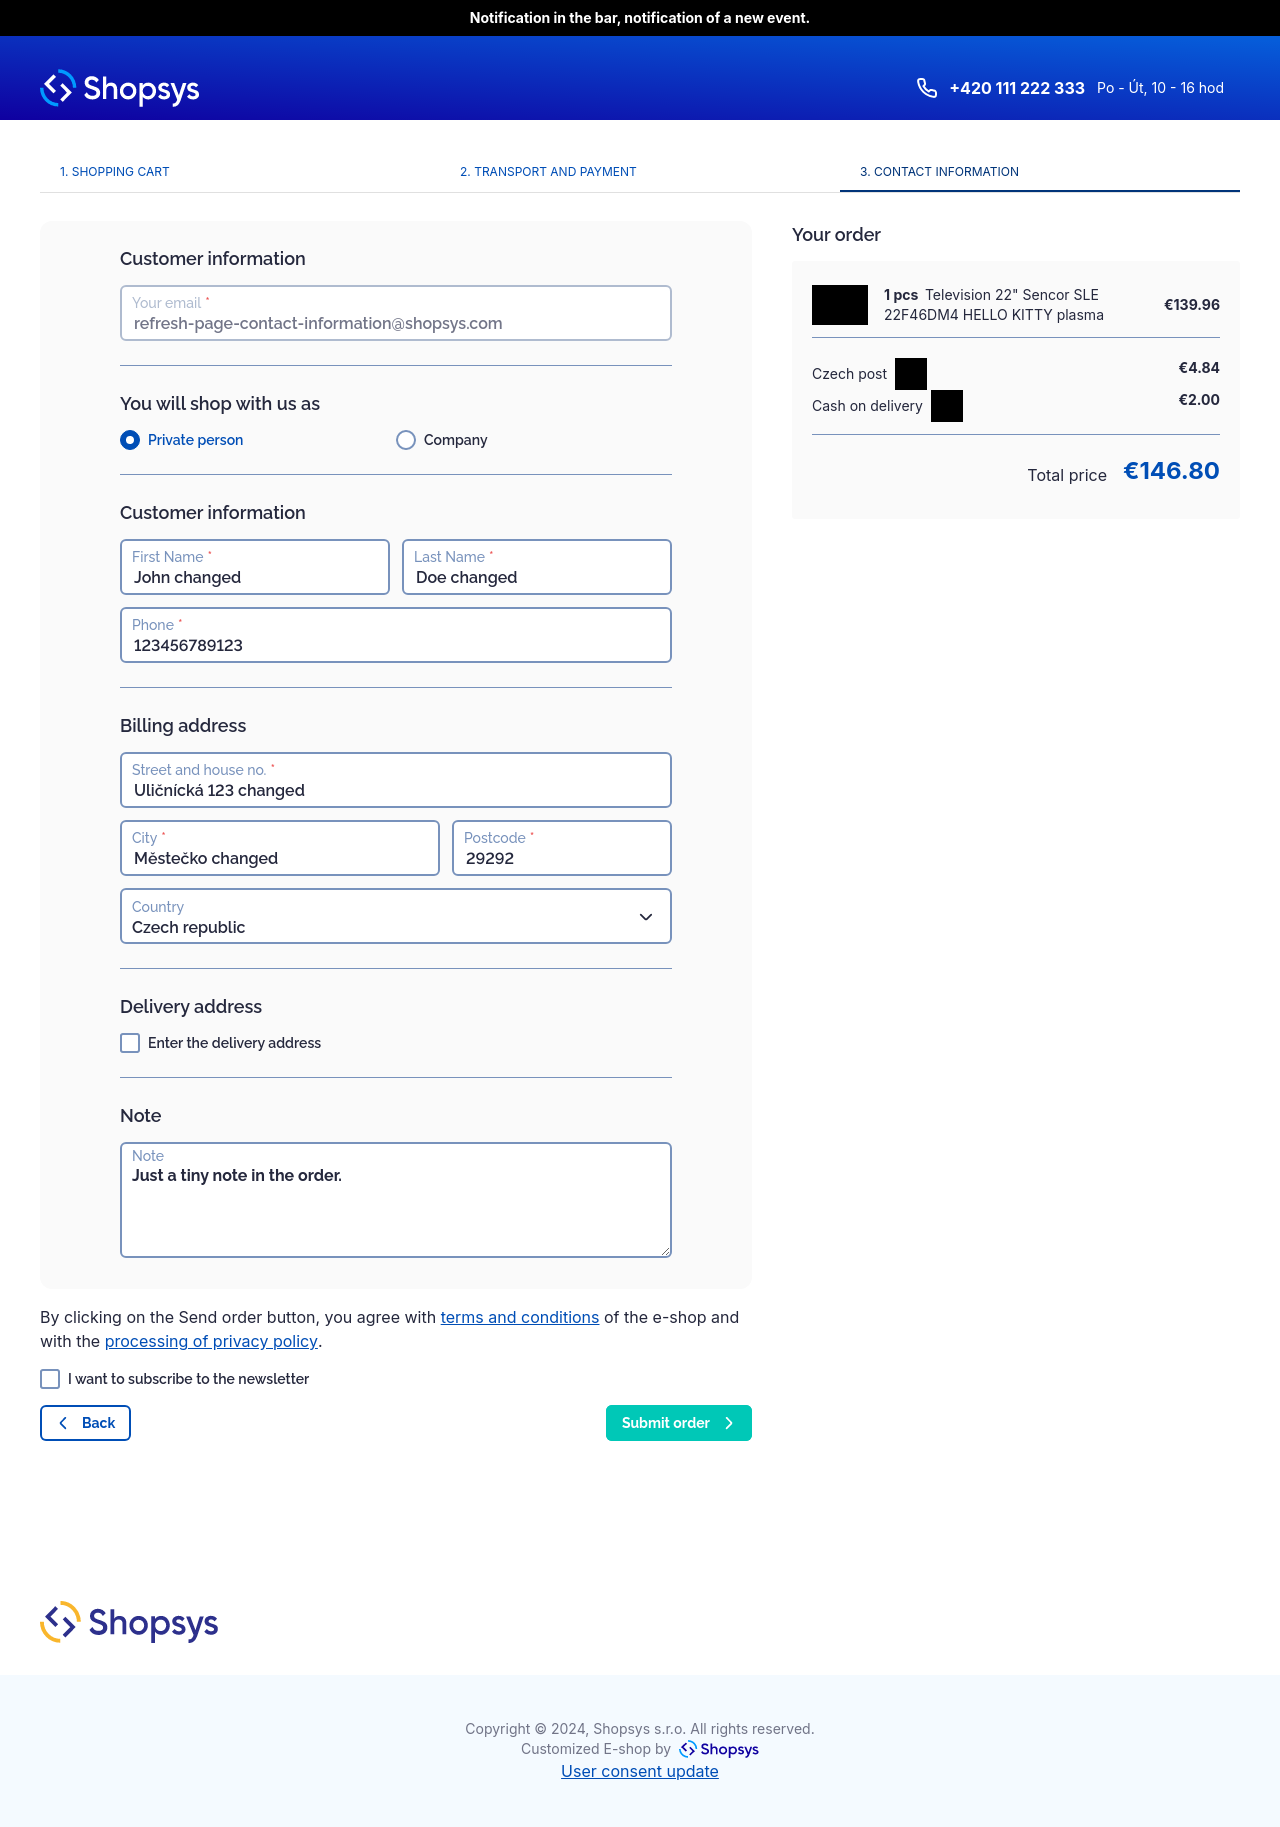 Notification in the bar, notification of a new event.
Shopsys
+420 111 222 333 Po - Út, 10 - 16 hod
1. SHOPPING CART
2. TRANSPORT AND PAYMENT
3. CONTACT INFORMATION
Customer information
Your email *
refresh-page-contact-information@shopsys.com
You will shop with us as
Private person
Company
Customer information
First Name *
John changed
Last Name *
Doe changed
Phone *
123456789123
Billing address
Street and house no. *
Uličnícká 123 changed
City *
Městečko changed
Postcode *
29292
Country
Czech republic
Delivery address
Enter the delivery address
Note
Note
Just a tiny note in the order.
Your order
1 pcs Television 22" Sencor SLE
22F46DM4 HELLO KITTY plasma
€139.96
Czech post
€4.84
Cash on delivery
€2.00
Total price €146.80
By clicking on the Send order button, you agree with terms and conditions of the e-shop and
with the processing of privacy policy.
I want to subscribe to the newsletter
Back
Submit order
Shopsys
Copyright © 2024, Shopsys s.r.o. All rights reserved.
Customized E-shop by Shopsys
User consent update